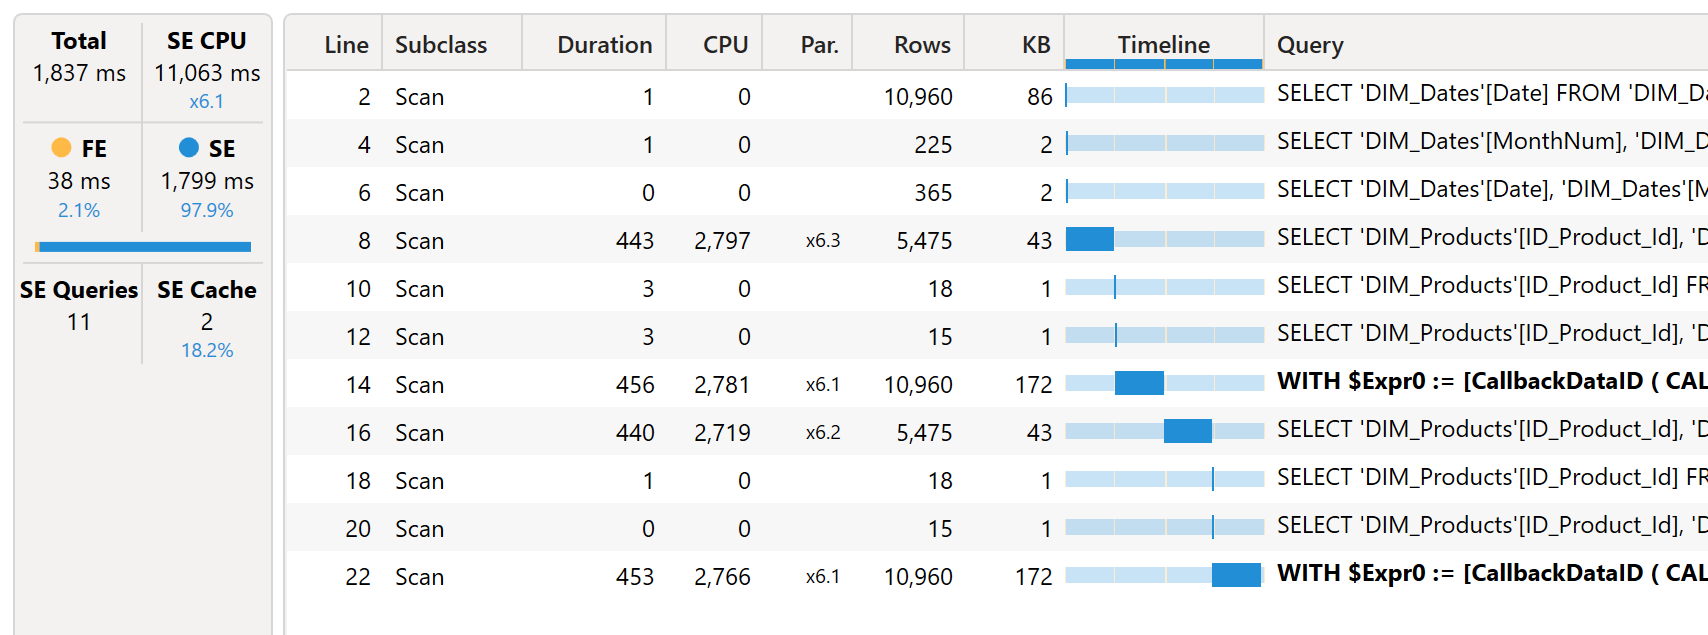 Total SE CPU
1,837 ms 11,063 ms
x6.1
FE SE
38 ms 1,799 ms
2.1% 97.9%
SE Queries SE Cache
11 2
18.2%
Line Subclass Duration CPU Par. Rows KB Timeline Query
2 Scan 1 0 10,960 86 SELECT 'DIM_Dates'[Date] FROM 'DIM_Da
4 Scan 1 0 225 2 SELECT 'DIM_Dates'[MonthNum], 'DIM_D
6 Scan 0 0 365 2 SELECT 'DIM_Dates'[Date], 'DIM_Dates'[M
8 Scan 443 2,797 x6.3 5,475 43 SELECT 'DIM_Products'[ID_Product_Id], 'D
10 Scan 3 0 18 1 SELECT 'DIM_Products'[ID_Product_Id] FR
12 Scan 3 0 15 1 SELECT 'DIM_Products'[ID_Product_Id], 'D
14 Scan 456 2,781 x6.1 10,960 172 WITH $Expr0 := [CallbackDataID ( CAL
16 Scan 440 2,719 x6.2 5,475 43 SELECT 'DIM_Products'[ID_Product_Id], 'D
18 Scan 1 0 18 1 SELECT 'DIM_Products'[ID_Product_Id] FR
20 Scan 0 0 15 1 SELECT 'DIM_Products'[ID_Product_Id], 'D
22 Scan 453 2,766 x6.1 10,960 172 WITH $Expr0 := [CallbackDataID ( CAL